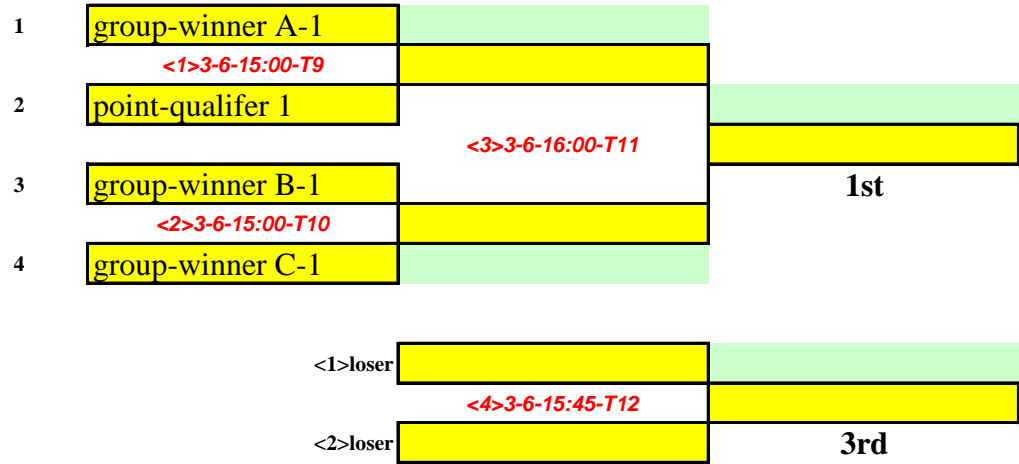 1 group-winner A-1
<1>3-6-15:00-T9
2 point-qualifer 1
<3>3-6-16:00-T11
3 group-winner B-1
1st
<2>3-6-15:00-T10
4 group-winner C-1
<1>loser
<4>3-6-15:45-T12
<2>loser
3rd